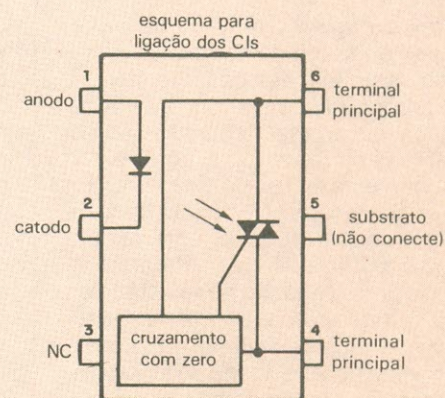 esquema para
ligação dos CIs
1
anodo
2
catodo
3
NC
cruzamento
com zero
6
terminal
principal
5
substrato
(não conecte)
4
terminal
principal